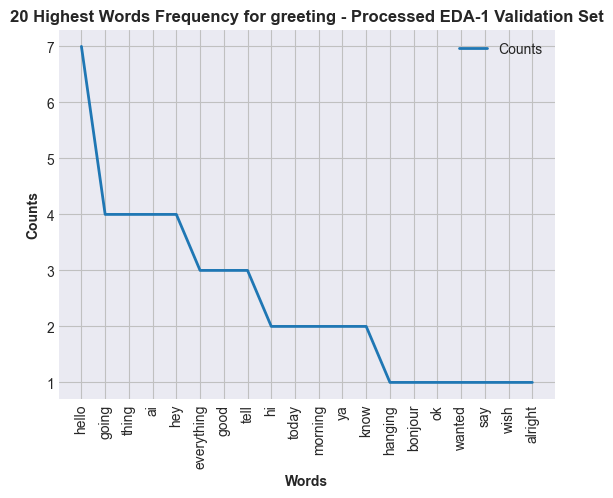 20 Highest Words Frequency for greeting - Processed EDA-1 Validation Set
Counts
7
6
5
4
3
2
1
Counts
hello
going
thing
ai
hey
everything
good
tell
hi
today
morning
ya
know
hanging
bonjour
ok
wanted
say
wish
alright
Words